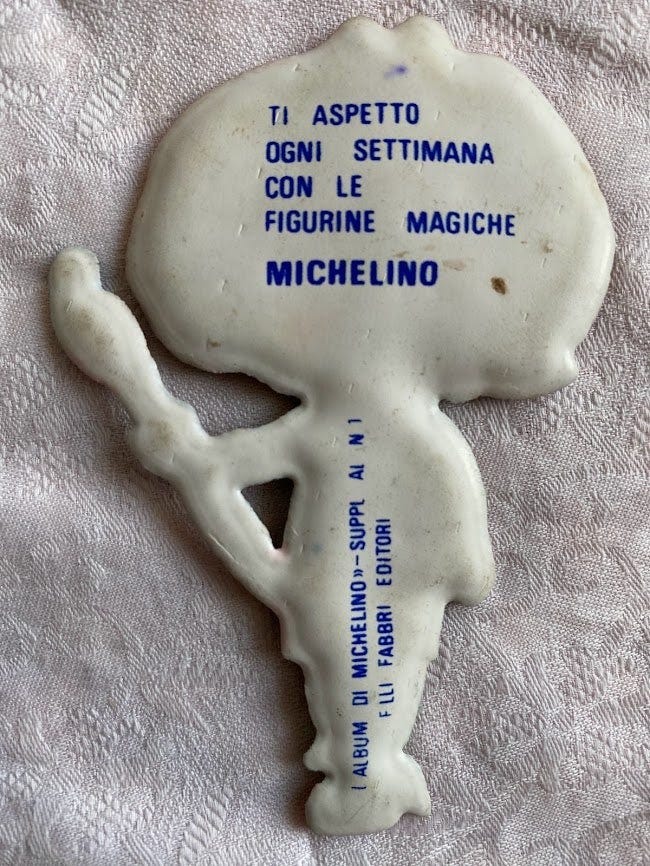 TI ASPETTO
OGNI SETTIMANA
CON LE
FIGURINE MAGICHE
MICHELINO
L ALBUM DI MICHELINO»-SUPPL AL N 1
F LLI FABBRI EDITORI